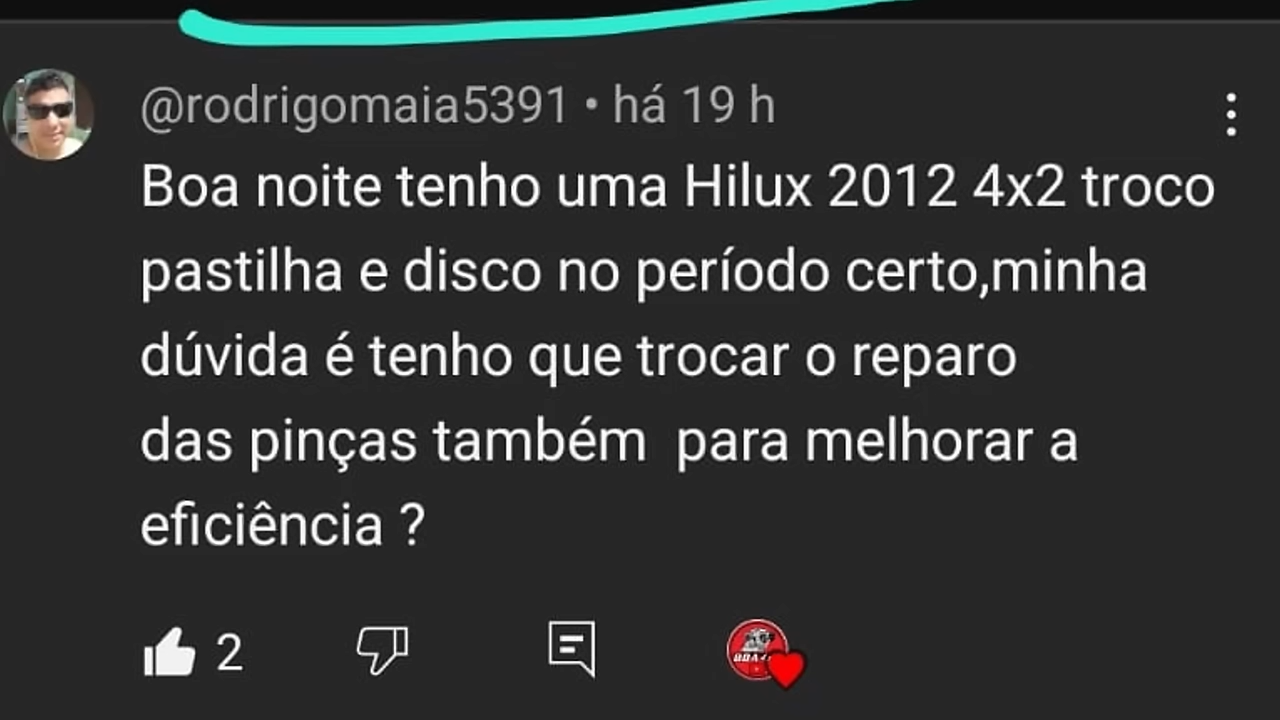 @rodrigomaia5391 • há 19 h
Boa noite tenho uma Hilux 2012 4x2 troco
pastilha e disco no período certo,minha
dúvida é tenho que trocar o reparo
das pinças também  para melhorar a
eficiência ?
2